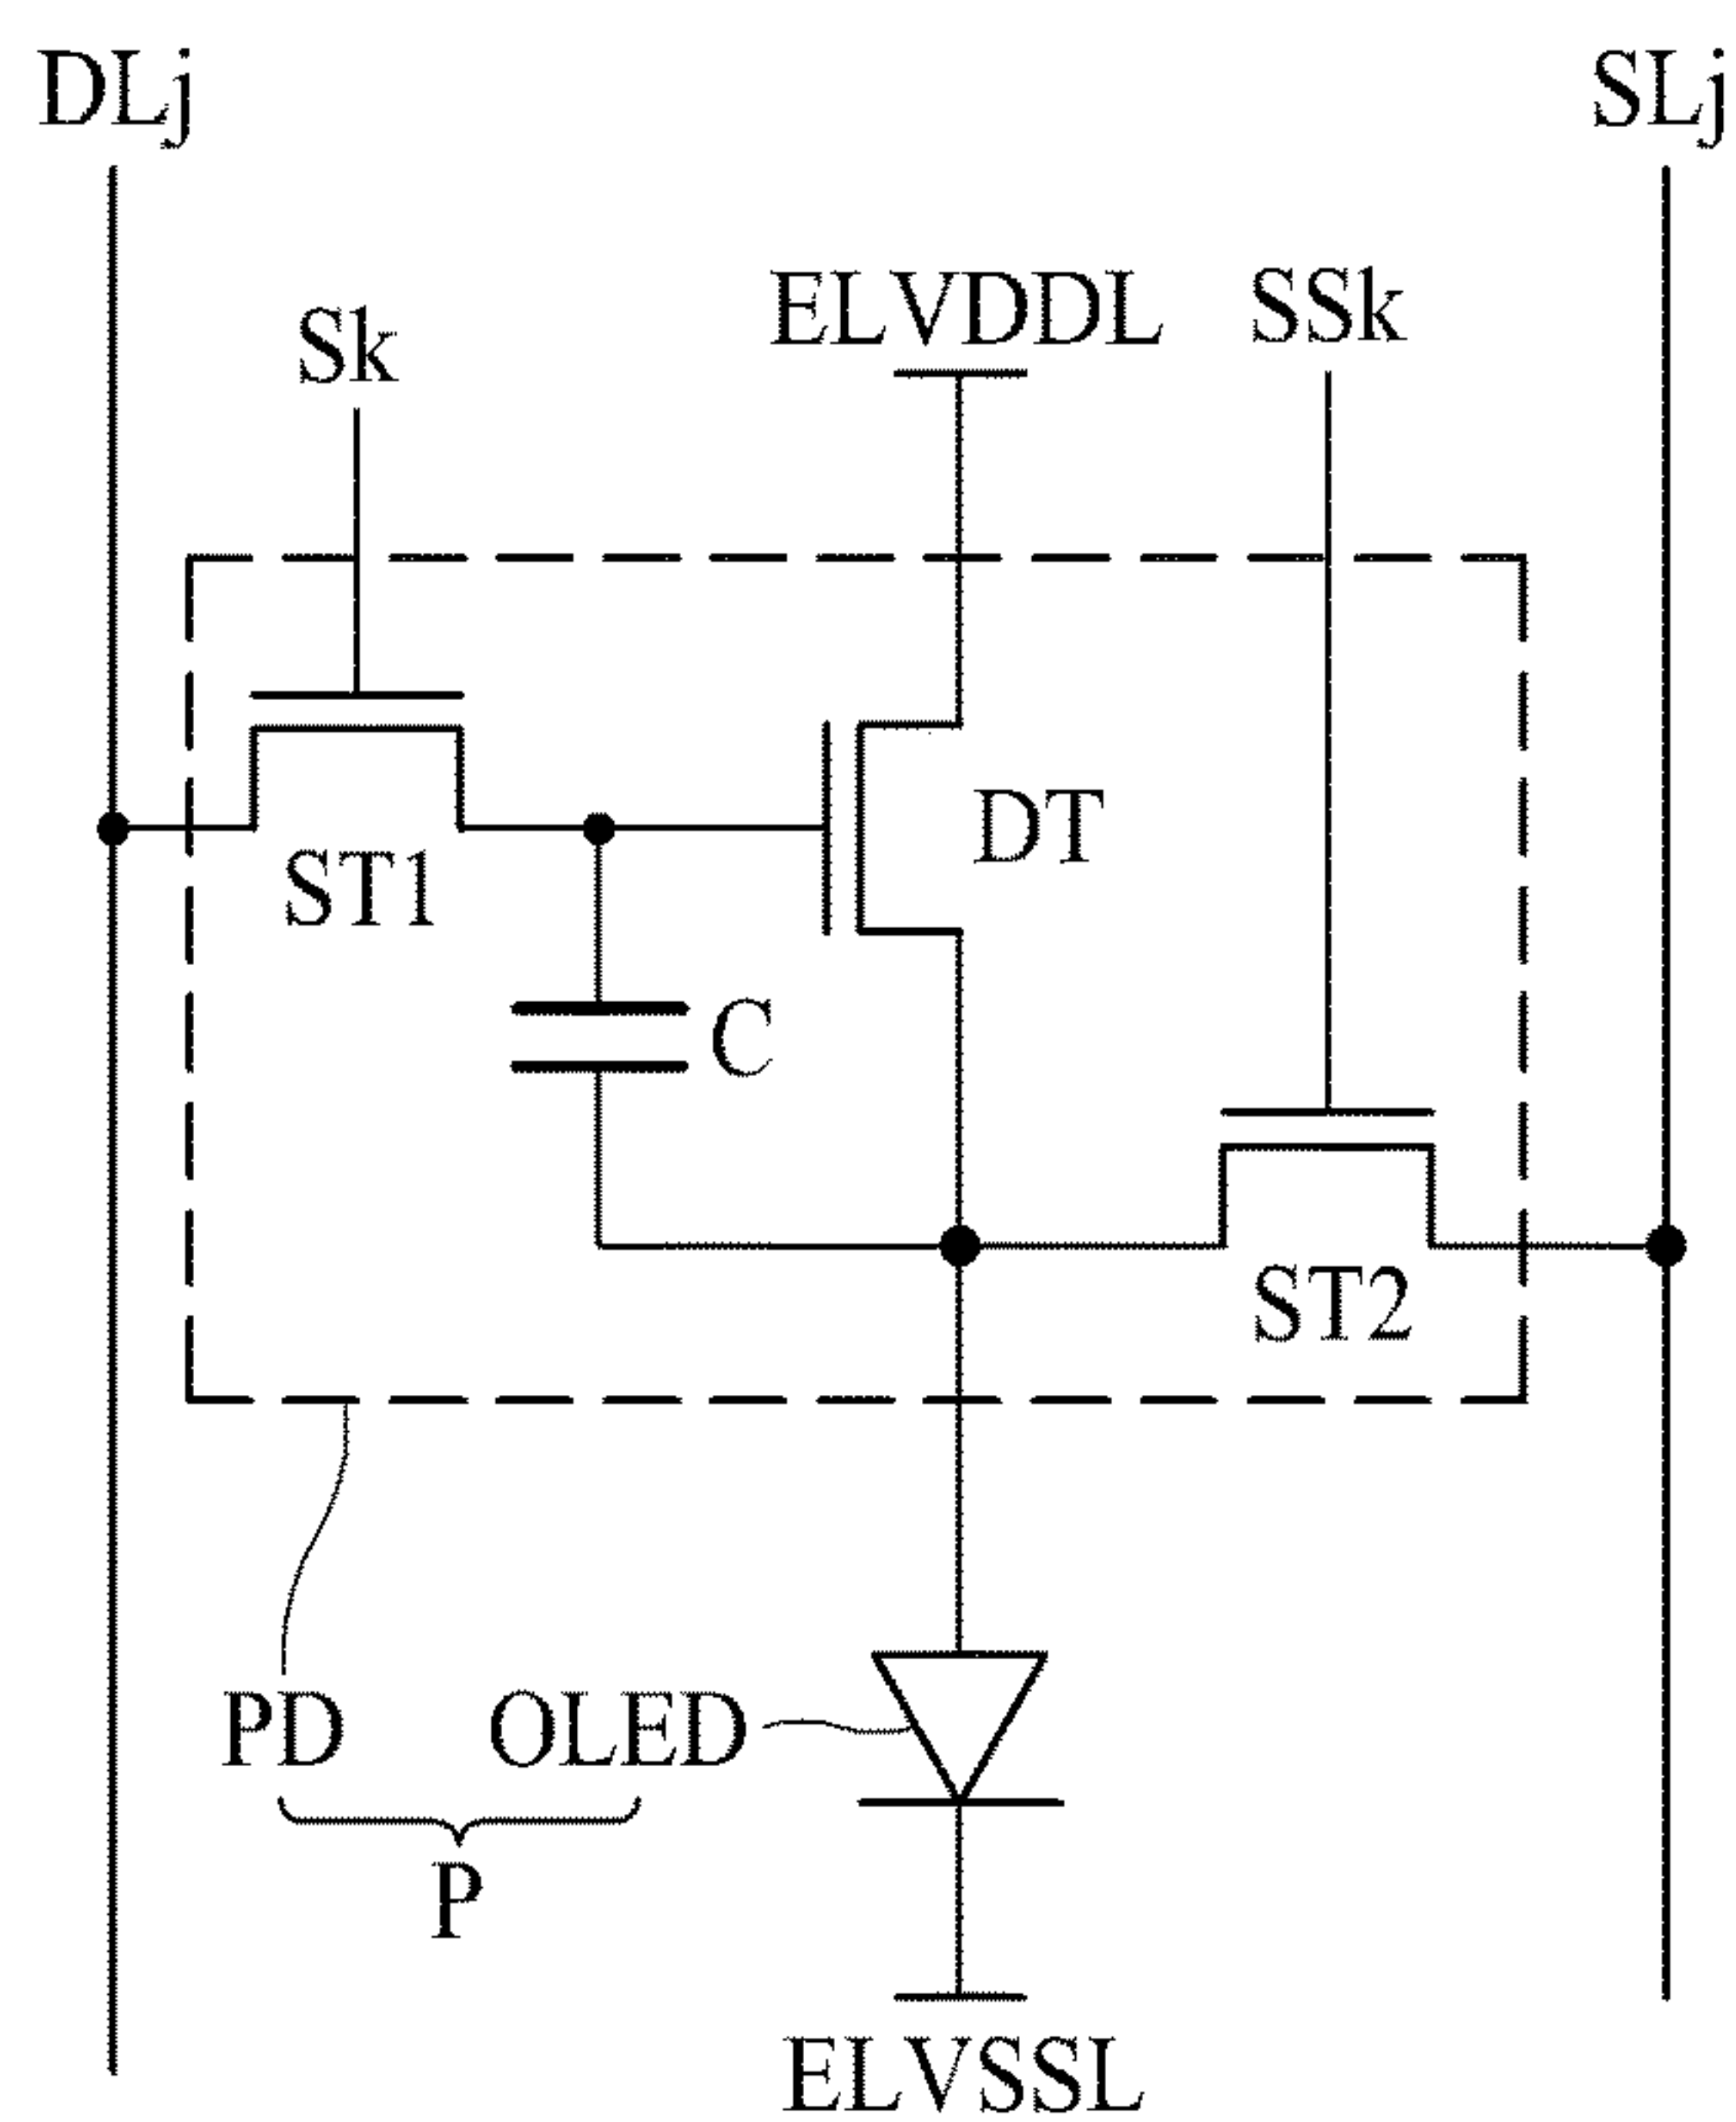 DLj
SLj
Sk
ELVDDL
SSk
DT
ST1
C
ST2
PD
OLED
P
ELVSSL